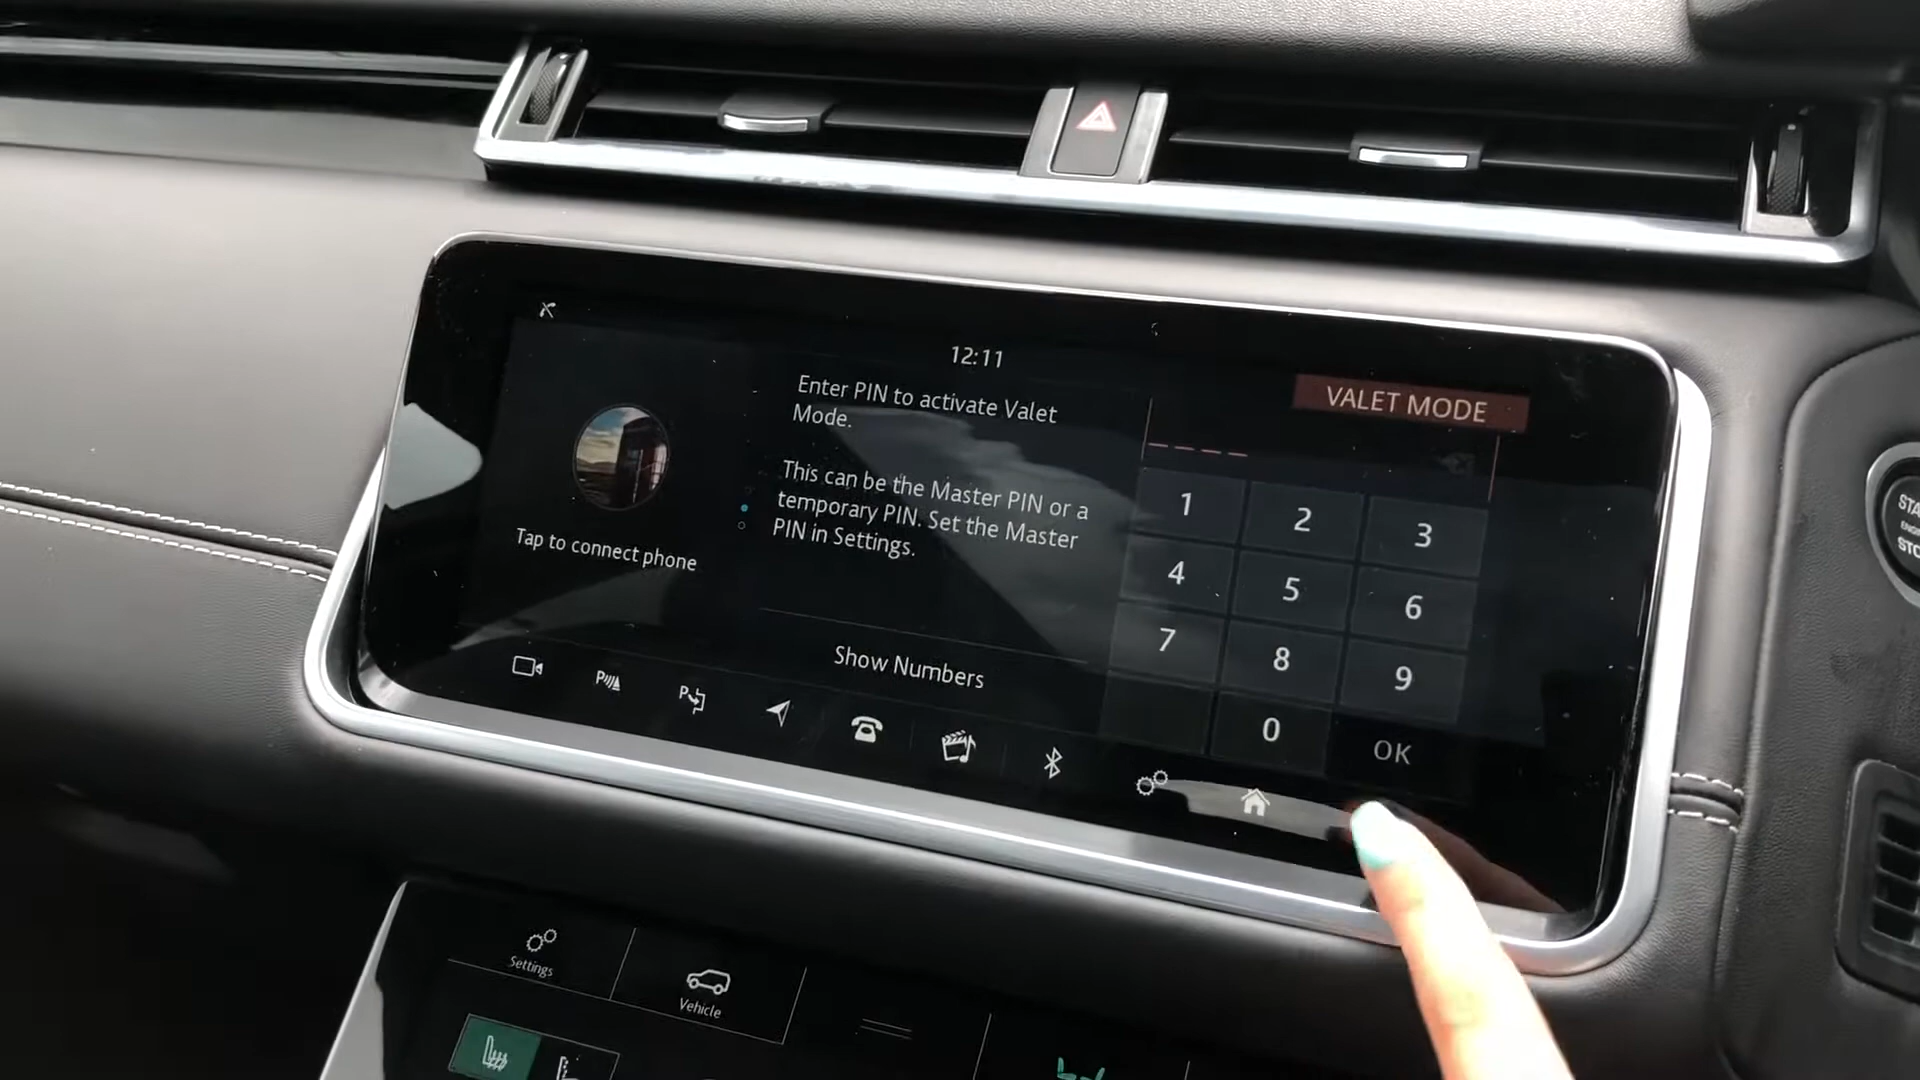 12:11
Enter PIN to activate Valet
Mode.
This can be the Master PIN or a
temporary PIN. Set the Master
PIN in Settings.
Show Numbers
VALET MODE
_ _ _ _
1 2 3
4 5 6
7 8 9
0 OK
Tap to connect phone
Settings
Vehicle